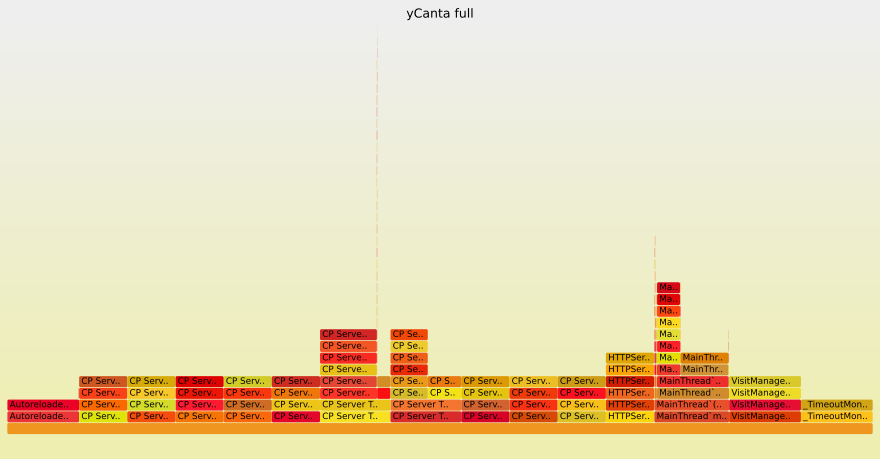 yCanta full
Ma..
Ma..
Ma..
Ma..
CP Serve.. CP Se.. Ma..
CP Serve.. CP Se.. Ma..
CP Serve.. CP Se.. HTTPSer.. Ma.. MainThr..
CP Serve.. CP Se.. HTTPSer.. Ma.. MainThr..
CP Serv.. CP Serv.. CP Serv.. CP Serv.. CP Serv.. CP Serve.. CP Se.. CP S.. CP Serv.. CP Serv.. CP Serv.. HTTPSer.. MainThread`.. VisitManage..
CP Serv.. CP Serv.. CP Serv.. CP Serv.. CP Serv.. CP Serve.. CP Se.. CP S.. CP Serv.. CP Serv.. CP Serv.. HTTPSer.. MainThread`.. VisitManage..
Autoreloade.. CP Serv.. CP Serv.. CP Serv.. CP Serv.. CP Serv.. CP Server T.. CP Server T.. CP Serv.. CP Serv.. CP Serv.. HTTPSer.. MainThread`(.. VisitManage.. _TimeoutMon..
Autoreloade.. CP Serv.. CP Serv.. CP Serv.. CP Serv.. CP Serv.. CP Server T.. CP Server T.. CP Serv.. CP Serv.. CP Serv.. HTTPSer.. MainThread`m.. VisitManage.. _TimeoutMon..